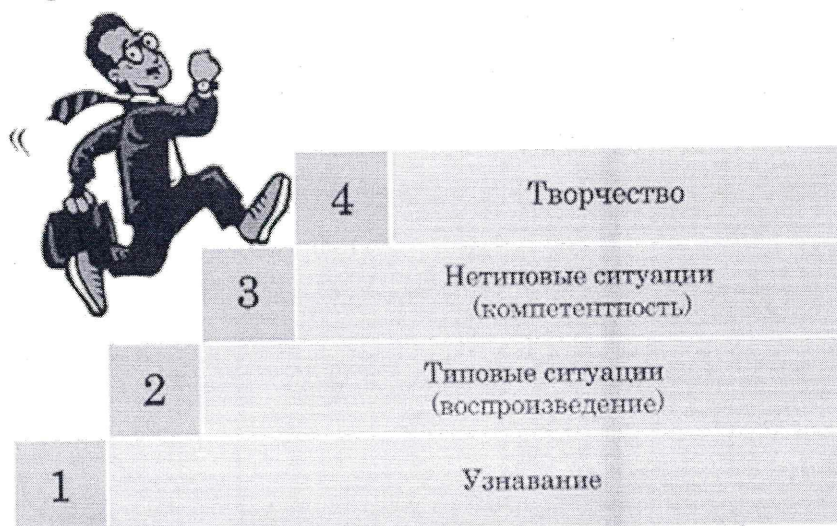 «
4 Творчество
3 Нетиповые ситуации
(компетентность)
2 Типовые ситуации
(воспроизведение)
1 Узнавание